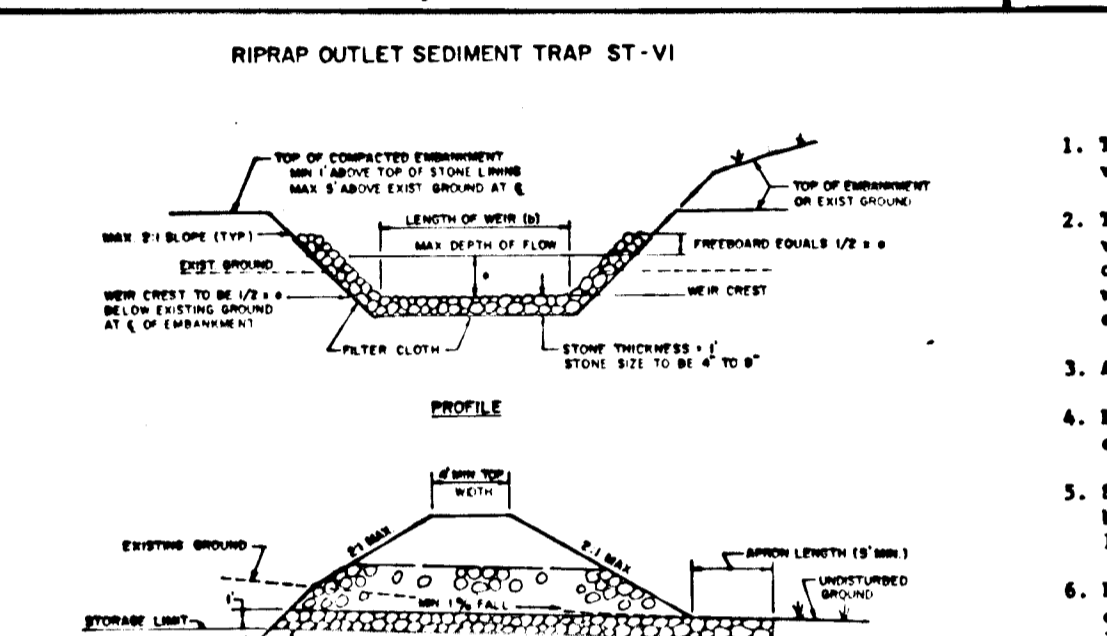 RIPRAP OUTLET SEDIMENT TRAP ST-VI
TOP OF COMPACTED EMBANKMENT
MIN 1' ABOVE TOP OF STONE LINING
MAX 5' ABOVE EXIST GROUND AT ℄
LENGTH OF WEIR (b)
TOP OF EMBANKMENT
OR EXIST GROUND
MAX. 2:1 SLOPE (TYP)
MAX DEPTH OF FLOW
FREEBOARD EQUALS 1/2 x a
EXIST GROUND
a
WEIR CREST TO BE 1/2 x a
BELOW EXISTING GROUND
AT ℄ OF EMBANKMENT
WEIR CREST
FILTER CLOTH
STONE THICKNESS = 1'
STONE SIZE TO BE 4" TO 8"
PROFILE
4' MIN TOP
WIDTH
2:1 MAX
2:1 MAX
EXISTING GROUND
APRON LENGTH (5' MIN.)
UNDISTURBED
GROUND
1'
MIN 1% FALL
STORAGE LIMIT
1.
2.
3.
4.
5.
6.